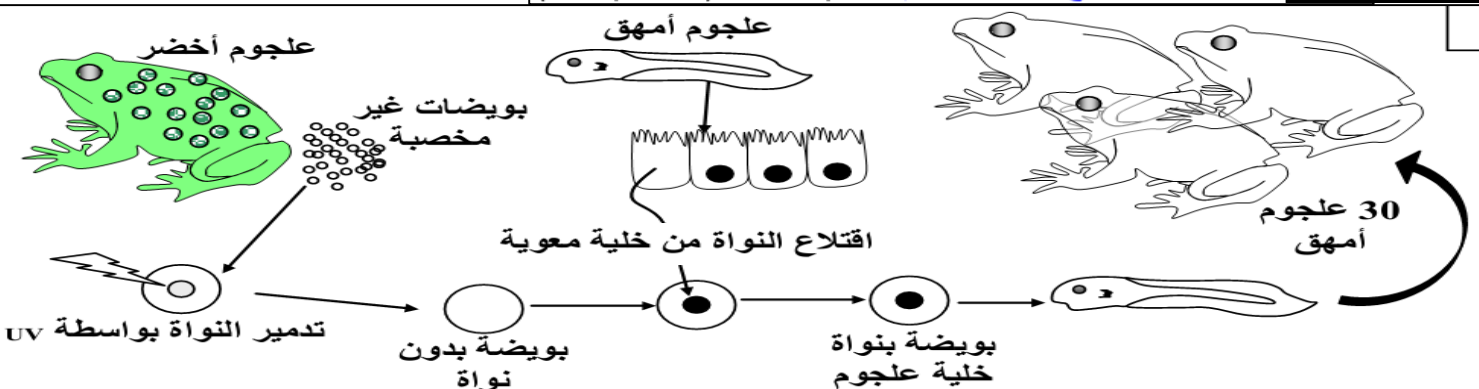 علجوم أخضر
علجوم أمهق
بويضات غير
مخصبة
اقتلاع النواة من خلية معوية
30 علجوم
أمهق
تدمير النواة بواسطة UV
بويضة بدون
نواة
بويضة بنواة
خلية علجوم